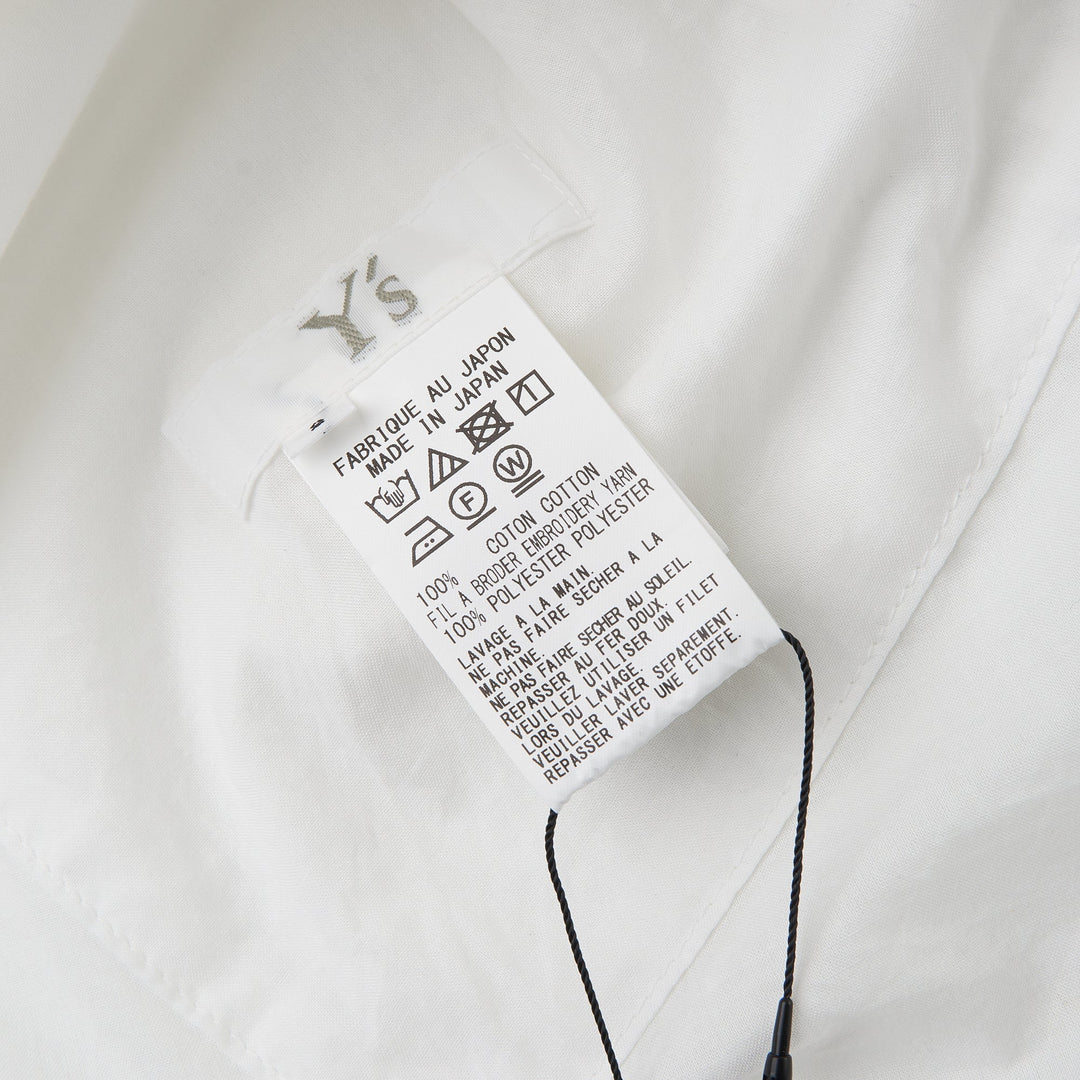 Y's
FABRIQUE AU JAPON
MADE IN JAPAN
F W
100% COTON COTTON
FIL A BRODER EMBROIDERY YARN
100% POLYESTER POLYESTER
LAVAGE A LA MAIN.
NE PAS FAIRE SECHER A LA
MACHINE.
NE PAS FAIRE SECHER AU SOLEIL.
REPASSER AU FER DOUX.
VEUILLEZ UTILISER UN FILET
LORS DU LAVAGE.
VEUILLER LAVER SEPAREMENT.
REPASSER AVEC UNE ETOFFE.